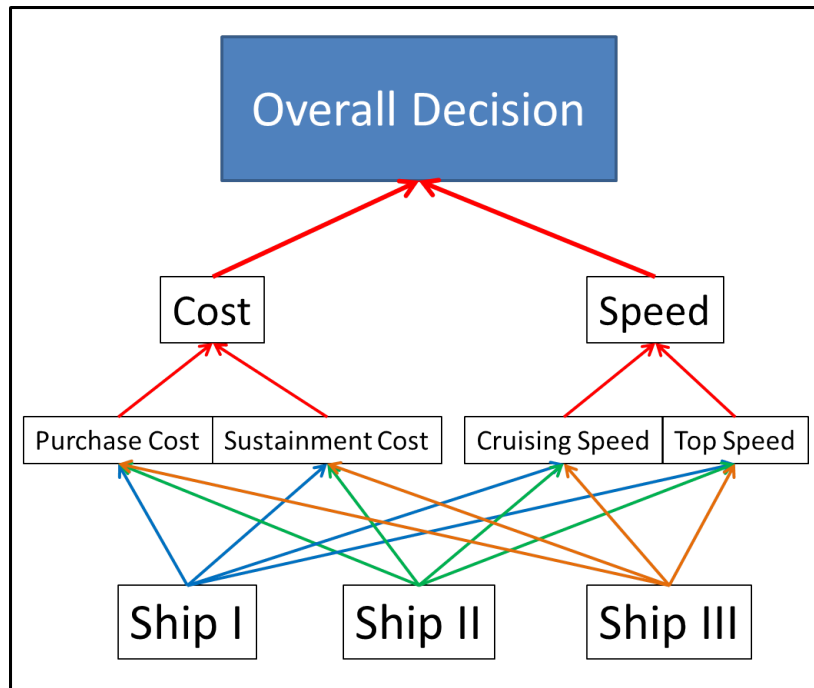 Overall Decision
Cost
Speed
Purchase Cost
Sustainment Cost
Cruising Speed
Top Speed
Ship I
Ship II
Ship III